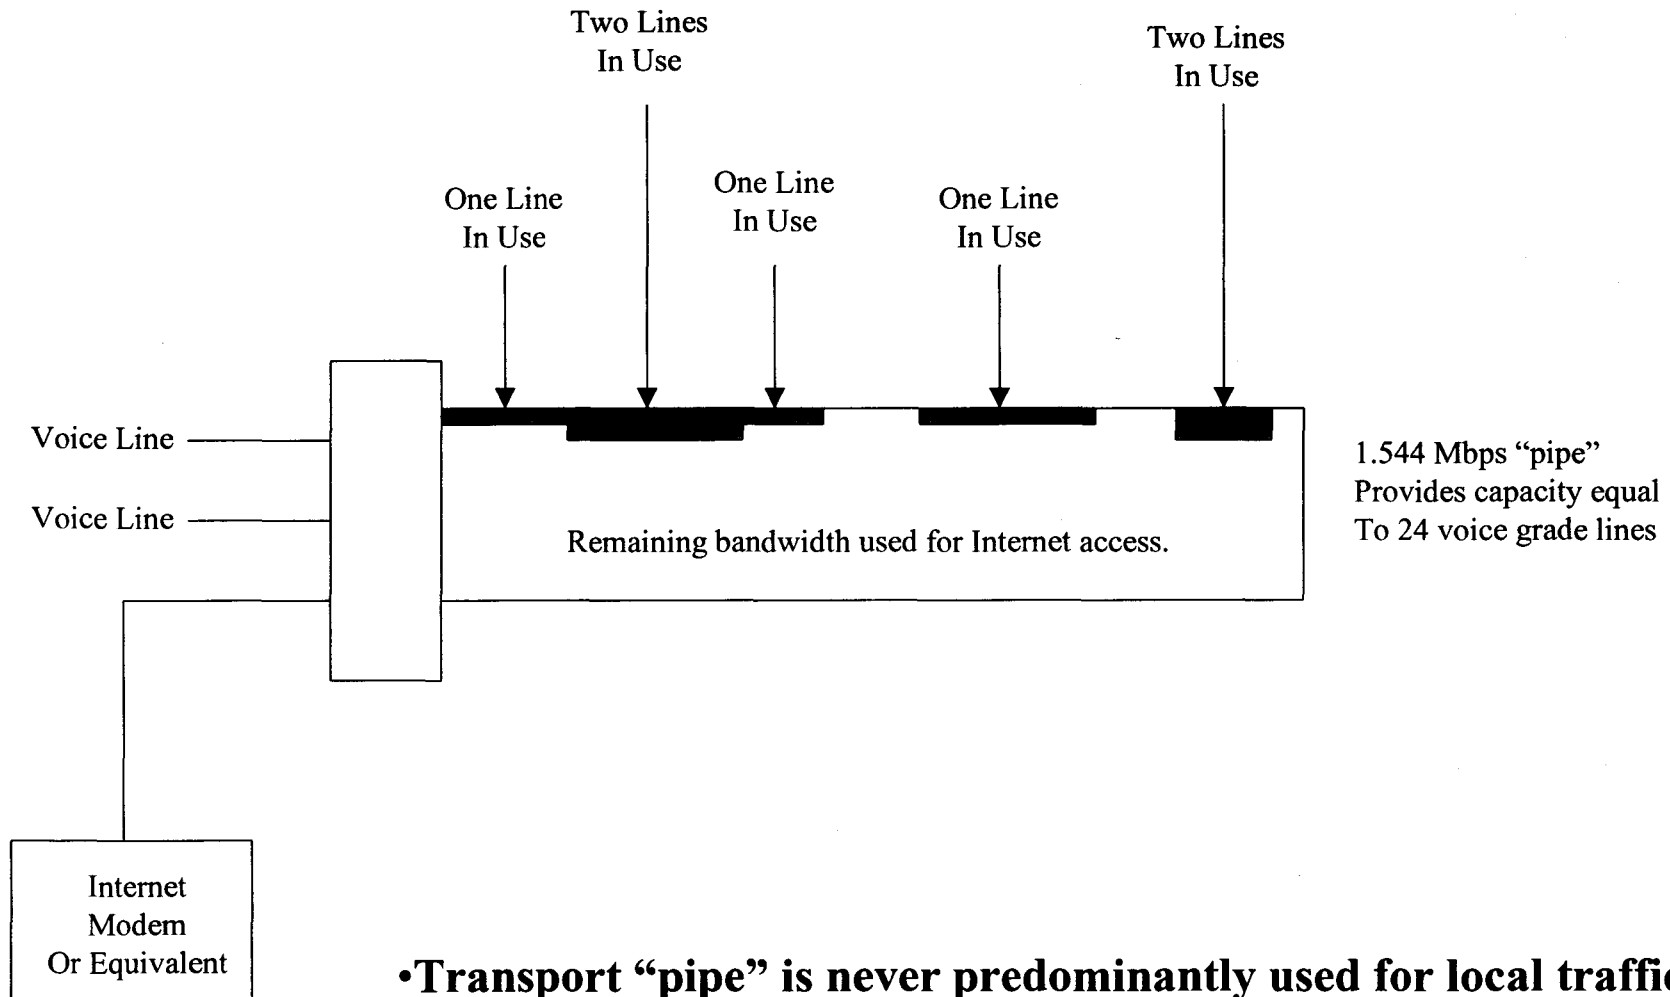 Two Lines
In Use
Two Lines
In Use
One Line
In Use
One Line
In Use
One Line
In Use
Voice Line
Voice Line
1.544 Mbps “pipe”
Provides capacity equal
To 24 voice grade lines
Remaining bandwidth used for Internet access.
Internet
Modem
Or Equivalent
•Transport “pipe” is never predominantly used for local traffic